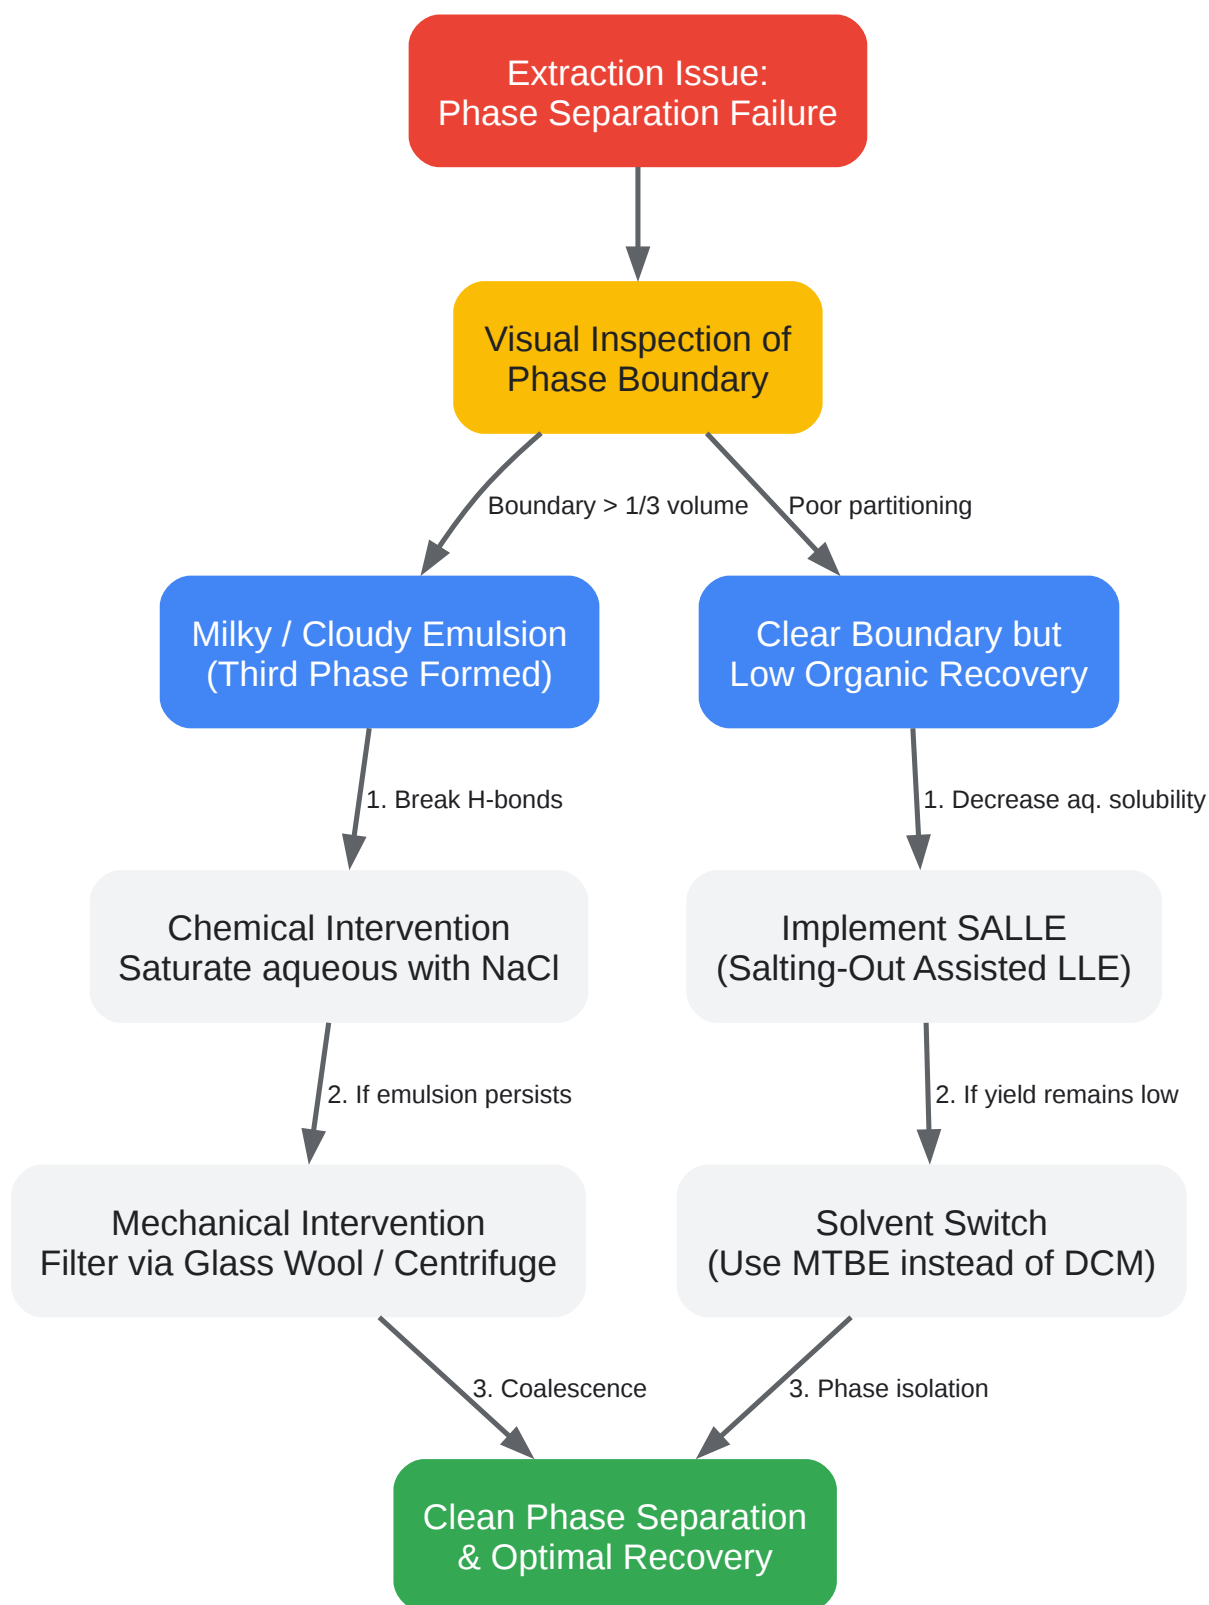 Extraction Issue:
Phase Separation Failure
Visual Inspection of
Phase Boundary
Boundary > 1/3 volume
Poor partitioning
Milky / Cloudy Emulsion
(Third Phase Formed)
Clear Boundary but
Low Organic Recovery
1. Break H-bonds
1. Decrease aq. solubility
Chemical Intervention
Saturate aqueous with NaCl
Implement SALLE
(Salting-Out Assisted LLE)
2. If emulsion persists
2. If yield remains low
Mechanical Intervention
Filter via Glass Wool / Centrifuge
Solvent Switch
(Use MTBE instead of DCM)
3. Coalescence
3. Phase isolation
Clean Phase Separation
& Optimal Recovery